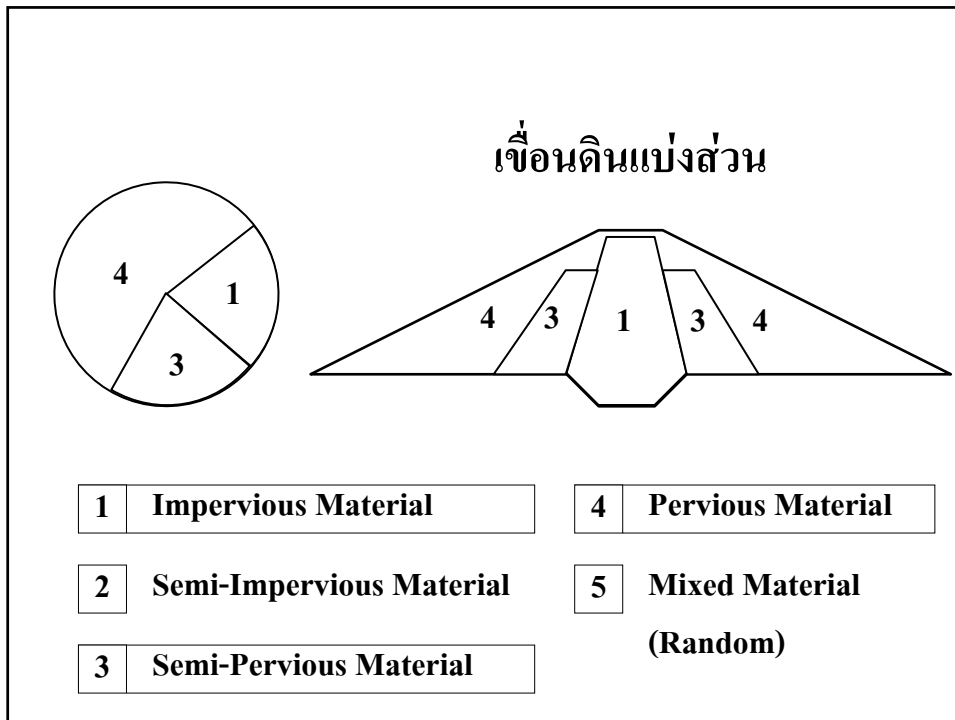 เขื่อนดินแบ่งส่วน
4
1
3
4
3
1
3
4
1 Impervious Material
4 Pervious Material
2 Semi-Impervious Material
5 Mixed Material
(Random)
3 Semi-Pervious Material